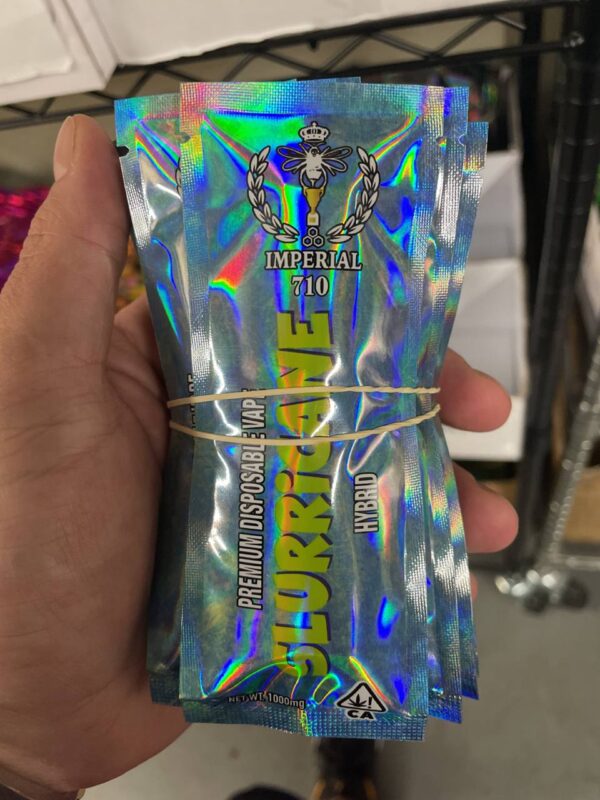 IMPERIAL
710
PREMIUM DISPOSABLE VAPE
SLURRICANE
HYBRID
NET WT. 1000mg
!
CA